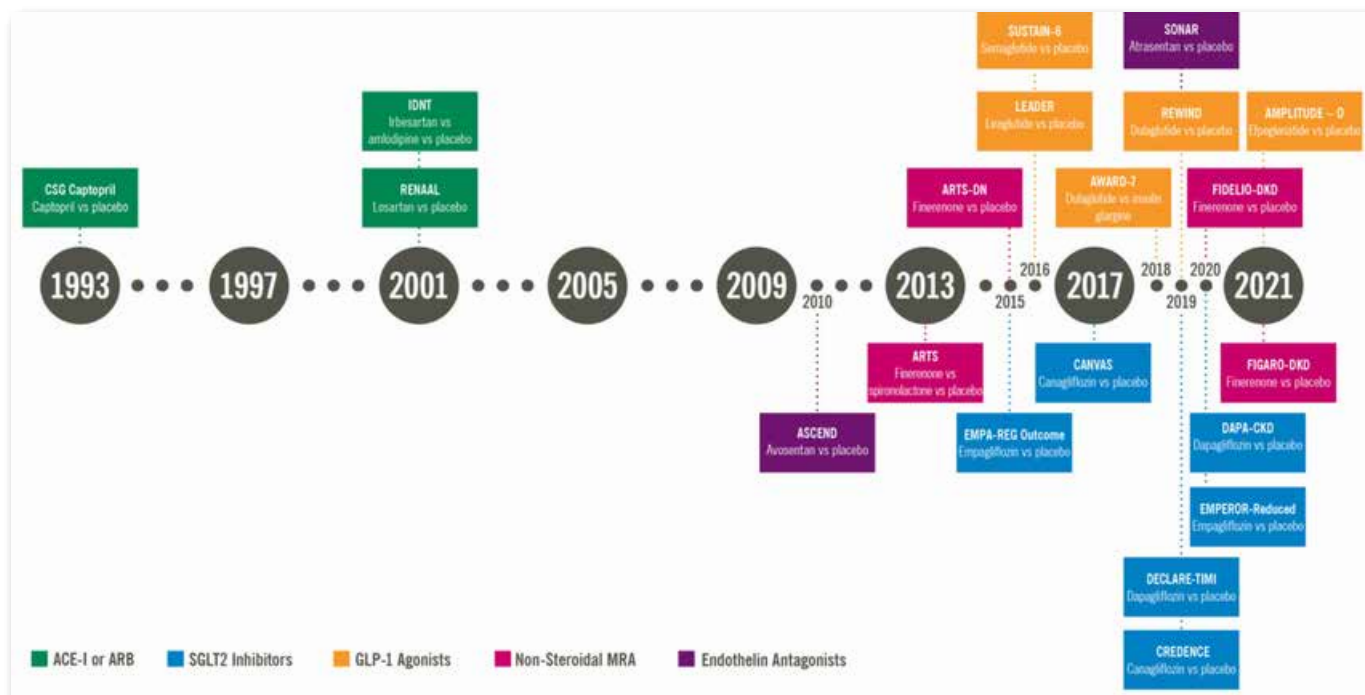 SUSTAIN-6
Semaglutide vs placebo
SONAR
Atrasentan vs placebo
IDNT
Irbesartan vs
amlodipine vs placebo
LEADER
Liraglutide vs placebo
REWIND
Dulaglutide vs placebo
AMPLITUDE – O
Efpeglenatide vs placebo
CSG Captopril
Captopril vs placebo
RENAAL
Losartan vs placebo
ARTS-DN
Finerenone vs placebo
AWARD-7
Dulaglutide vs insulin
glargine
FIDELIO-DKD
Finerenone vs placebo
1993
1997
2001
2005
2009
2010
2013
2015
2016
2017
2018
2019
2020
2021
ARTS
Finerenone vs
spironolactone vs placebo
CANVAS
Canagliflozin vs placebo
FIGARO-DKD
Finerenone vs placebo
ASCEND
Avosentan vs placebo
EMPA-REG Outcome
Empagliflozin vs placebo
DAPA-CKD
Dapagliflozin vs placebo
EMPEROR-Reduced
Empagliflozin vs placebo
DECLARE-TIMI
Dapagliflozin vs placebo
CREDENCE
Canagliflozin vs placebo
ACE-I or ARB
SGLT2 Inhibitors
GLP-1 Agonists
Non-Steroidal MRA
Endothelin Antagonists